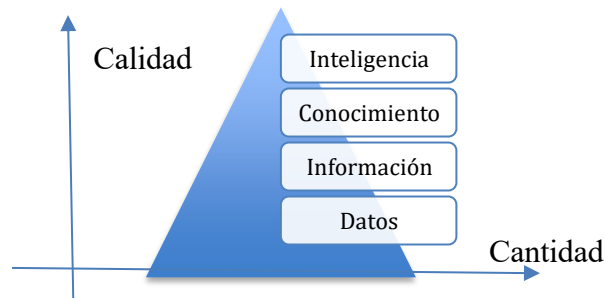 Calidad
Inteligencia
Conocimiento
Información
Datos
Cantidad